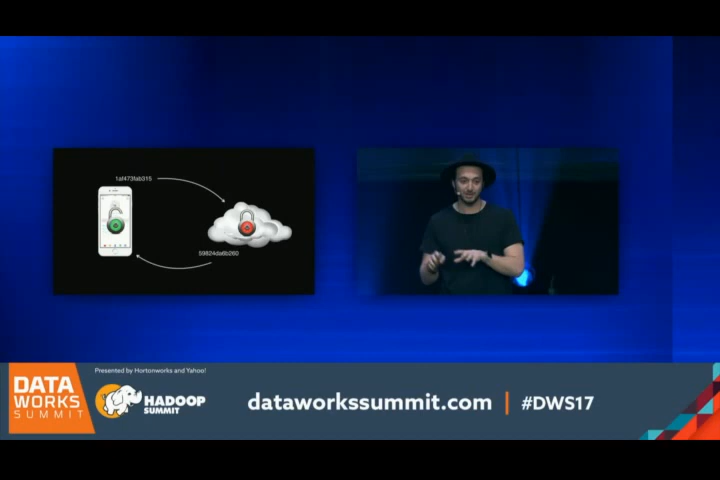 1af473fab315
59824da6b260
DATA
WORKS
SUMMIT
Presented by Hortonworks and Yahoo!
HADOOP
SUMMIT
dataworkssummit.com
#DWS17